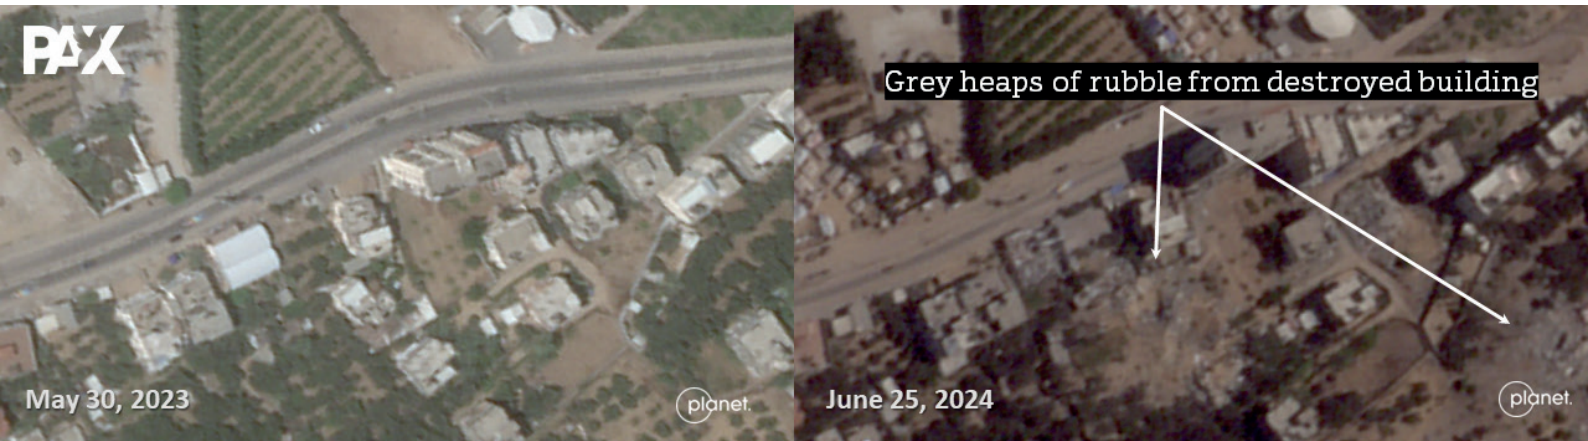 PAX
Grey heaps of rubble from destroyed building
May 30, 2023
planet.
June 25, 2024
planet.